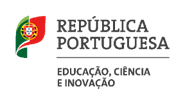 REPÚBLICA
PORTUGUESA
EDUCAÇÃO, CIÊNCIA
E INOVAÇÃO